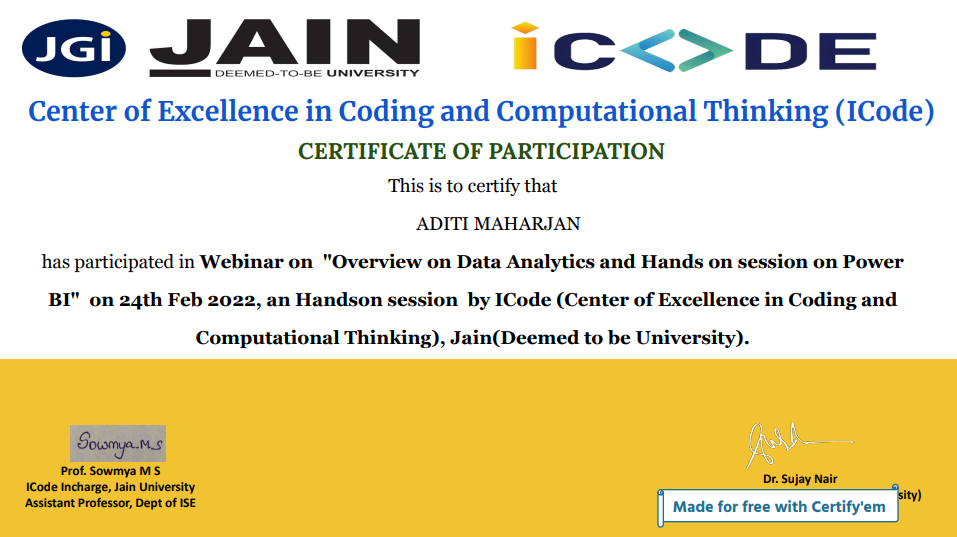 JGi JAIN
DEEMED-TO-BE UNIVERSITY
iCODE
Center of Excellence in Coding and Computational Thinking (ICode)
CERTIFICATE OF PARTICIPATION
This is to certify that
ADITI MAHARJAN
has participated in Webinar on "Overview on Data Analytics and Hands on session on Power
BI" on 24th Feb 2022, an Handson session by ICode (Center of Excellence in Coding and
Computational Thinking), Jain(Deemed to be University).
Sowmya.M S
Prof. Sowmya M S
ICode Incharge, Jain University
Assistant Professor, Dept of ISE
Dr. Sujay Nair
sity)
Made for free with Certify'em